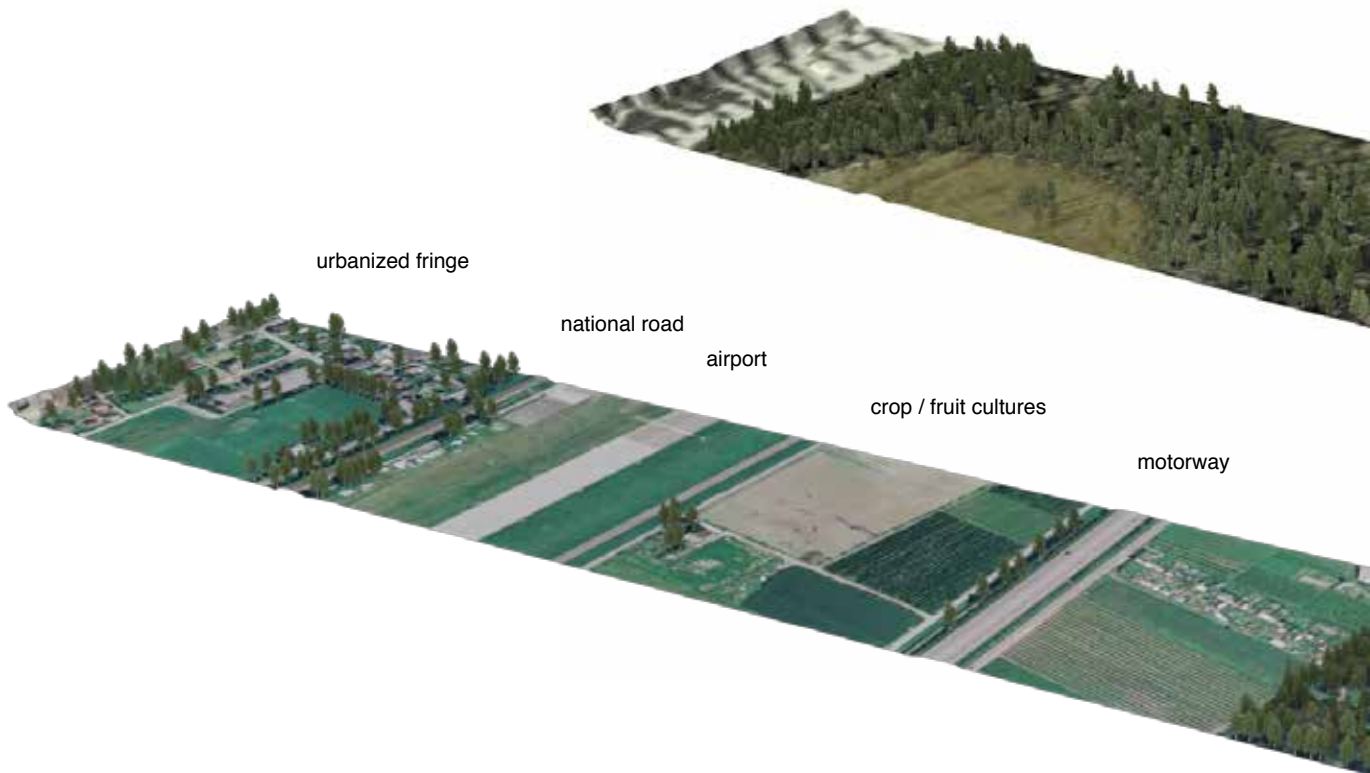 urbanized fringe
national road
airport
crop / fruit cultures
motorway